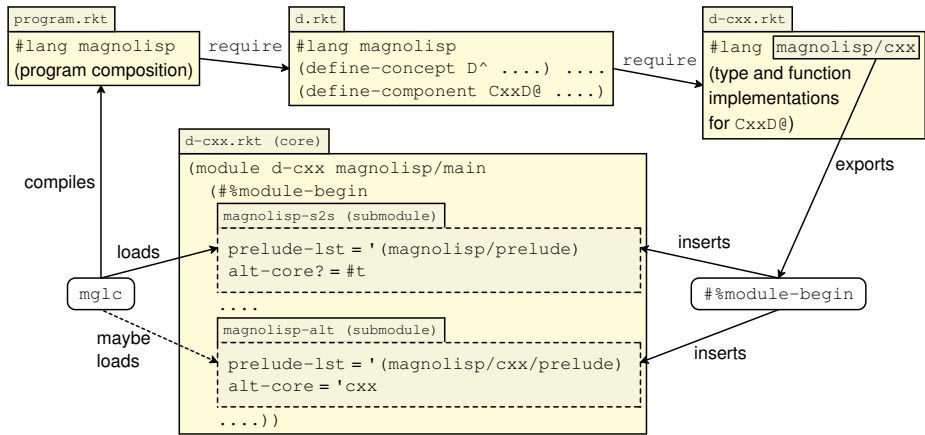 program.rkt
#lang magnolisp
(program composition)
require
d.rkt
#lang magnolisp
(define-concept D^ ....) ....
(define-component CxxD@ ....)
require
d-cxx.rkt
#lang magnolisp/cxx
(type and function
implementations
for CxxD@)
exports
compiles
d-cxx.rkt (core)
(module d-cxx magnolisp/main
(#%module-begin
magnolisp-s2s (submodule)
prelude-lst = '(magnolisp/prelude)
alt-core? = #t
....
magnolisp-alt (submodule)
prelude-lst = '(magnolisp/cxx/prelude)
alt-core = 'cxx
....))
loads
mglc
maybe
loads
inserts
#%module-begin
inserts